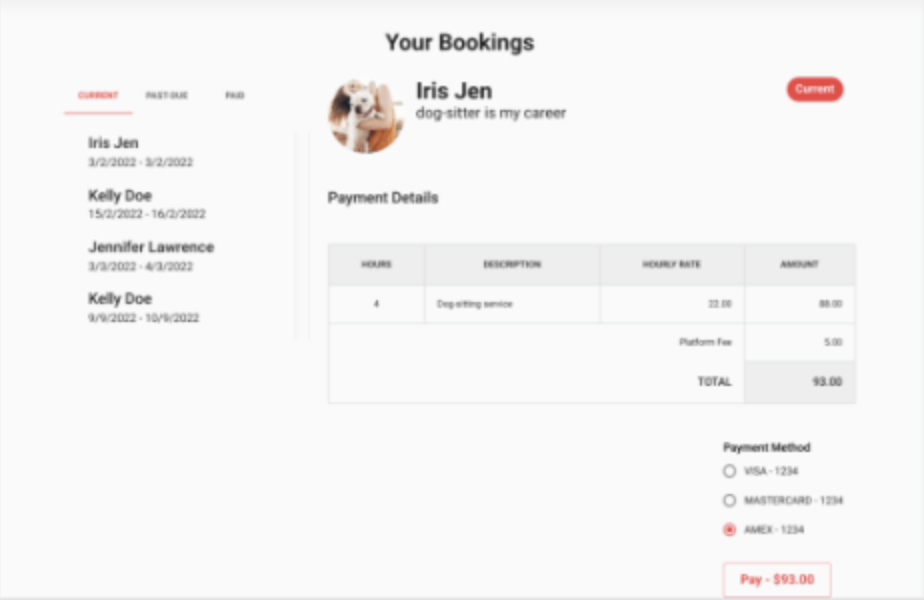 Your Bookings
CURRENT PAST-DUE PAID
Iris Jen
3/2/2022 - 3/2/2022
Kelly Doe
15/2/2022 - 16/2/2022
Jennifer Lawrence
3/3/2022 - 4/3/2022
Kelly Doe
9/9/2022 - 10/9/2022
Iris Jen
dog-sitter is my career
Current
Payment Details
HOURS DESCRIPTION HOURLY RATE AMOUNT
4 Dog-sitting service 22.00 88.00
Platform Fee 5.00
TOTAL 93.00
Payment Method
VISA - 1234
MASTERCARD - 1234
AMEX - 1234
Pay - $93.00